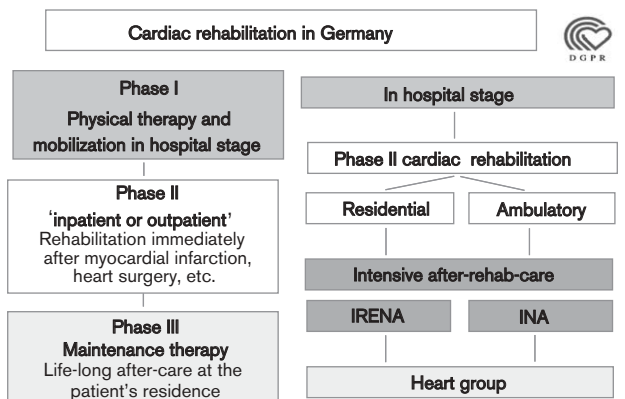 Cardiac rehabilitation in Germany
DGPR
Phase I
Physical therapy and
mobilization in hospital stage
Phase II
‘inpatient or outpatient’
Rehabilitation immediately
after myocardial infarction,
heart surgery, etc.
Phase III
Maintenance therapy
Life-long after-care at the
patient's residence
In hospital stage
Phase II cardiac rehabilitation
Residential
Ambulatory
Intensive after-rehab-care
IRENA
INA
Heart group